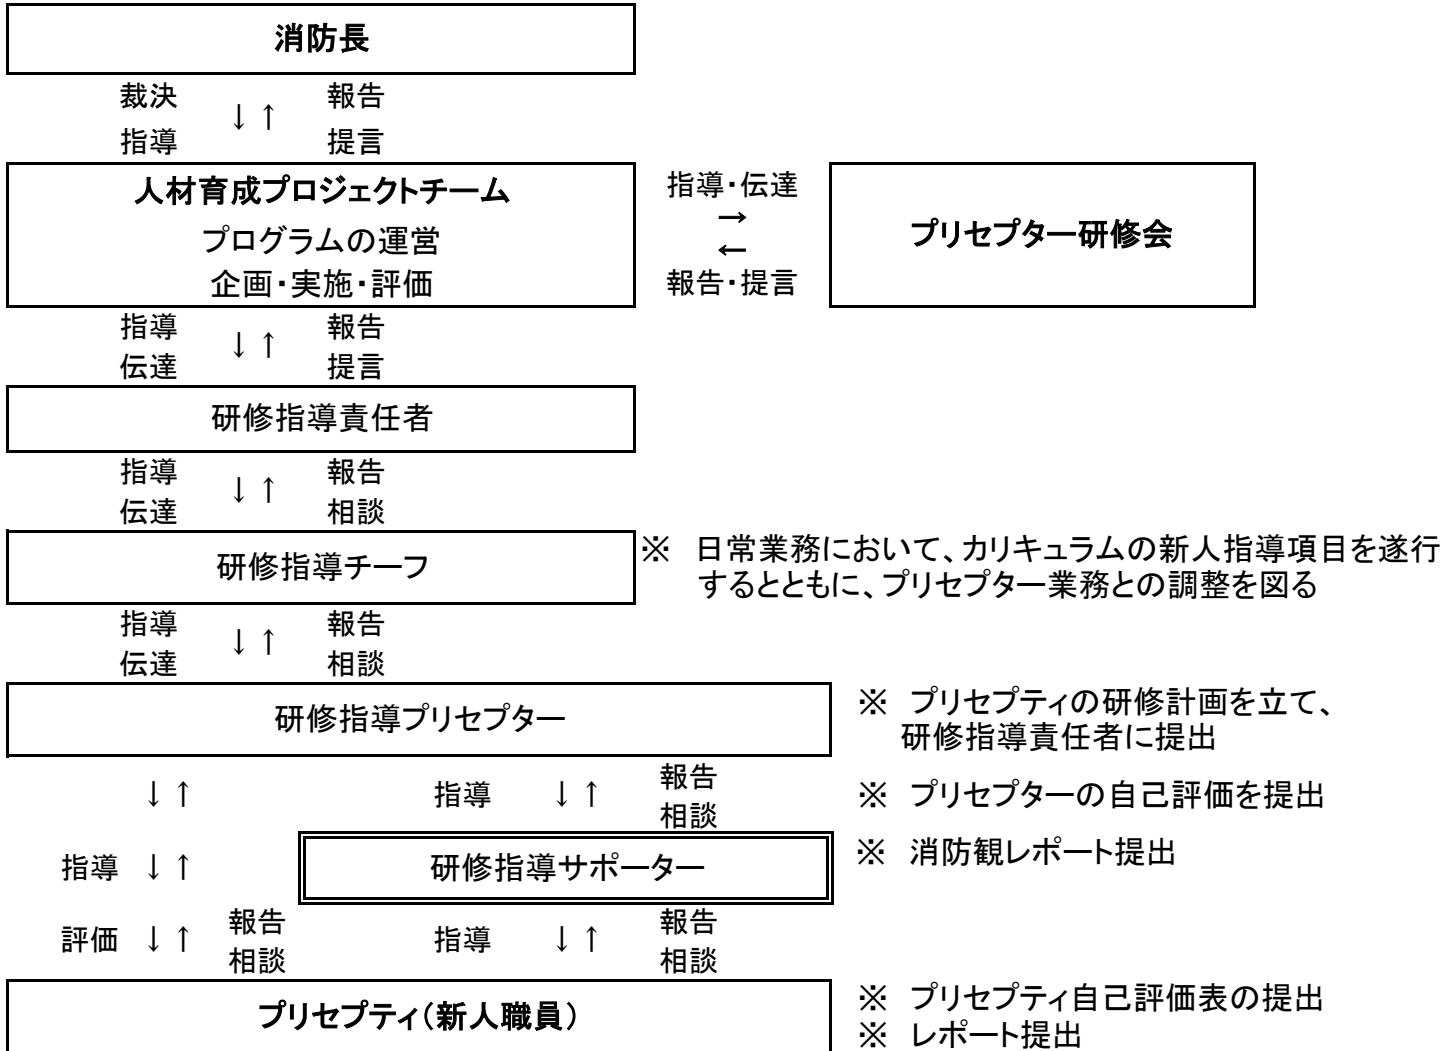 消防長
裁決 ↓↑ 報告
指導 提言
人材育成プロジェクトチーム
プログラムの運営
企画・実施・評価
指導・伝達
→
←
報告・提言
プリセプター研修会
指導 ↓↑ 報告
伝達 提言
研修指導責任者
指導 ↓↑ 報告
伝達 相談
研修指導チーフ
※ 日常業務において、カリキュラムの新人指導項目を遂行
するとともに、プリセプター業務との調整を図る
指導 ↓↑ 報告
伝達 相談
研修指導プリセプター
※ プリセプティの研修計画を立て、
研修指導責任者に提出
↓↑ 指導 ↓↑ 報告
相談
※ プリセプターの自己評価を提出
指導 ↓↑
研修指導サポーター
※ 消防観レポート提出
評価 ↓↑ 報告
相談
指導 ↓↑ 報告
相談
プリセプティ(新人職員)
※ プリセプティ自己評価表の提出
※ レポート提出